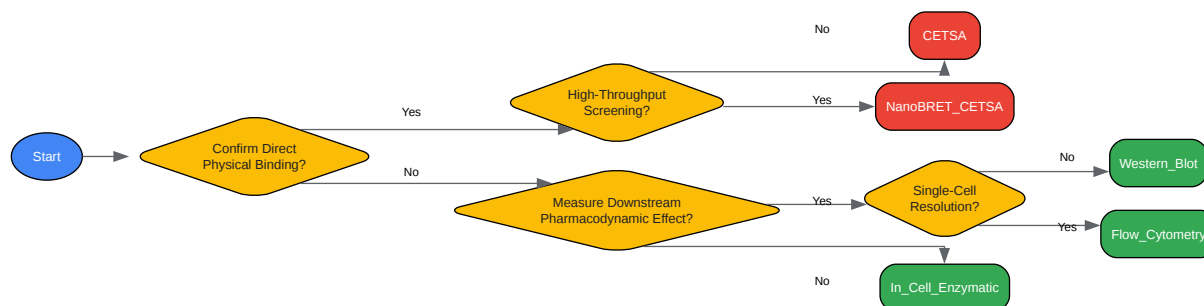 Start
Confirm Direct
Physical Binding?
Yes
No
High-Throughput
Screening?
No
CETSA
Yes
NanoBRET_CETSA
Measure Downstream
Pharmacodynamic Effect?
Yes
Single-Cell
Resolution?
No
Western_Blot
Yes
Flow_Cytometry
No
In_Cell_Enzymatic